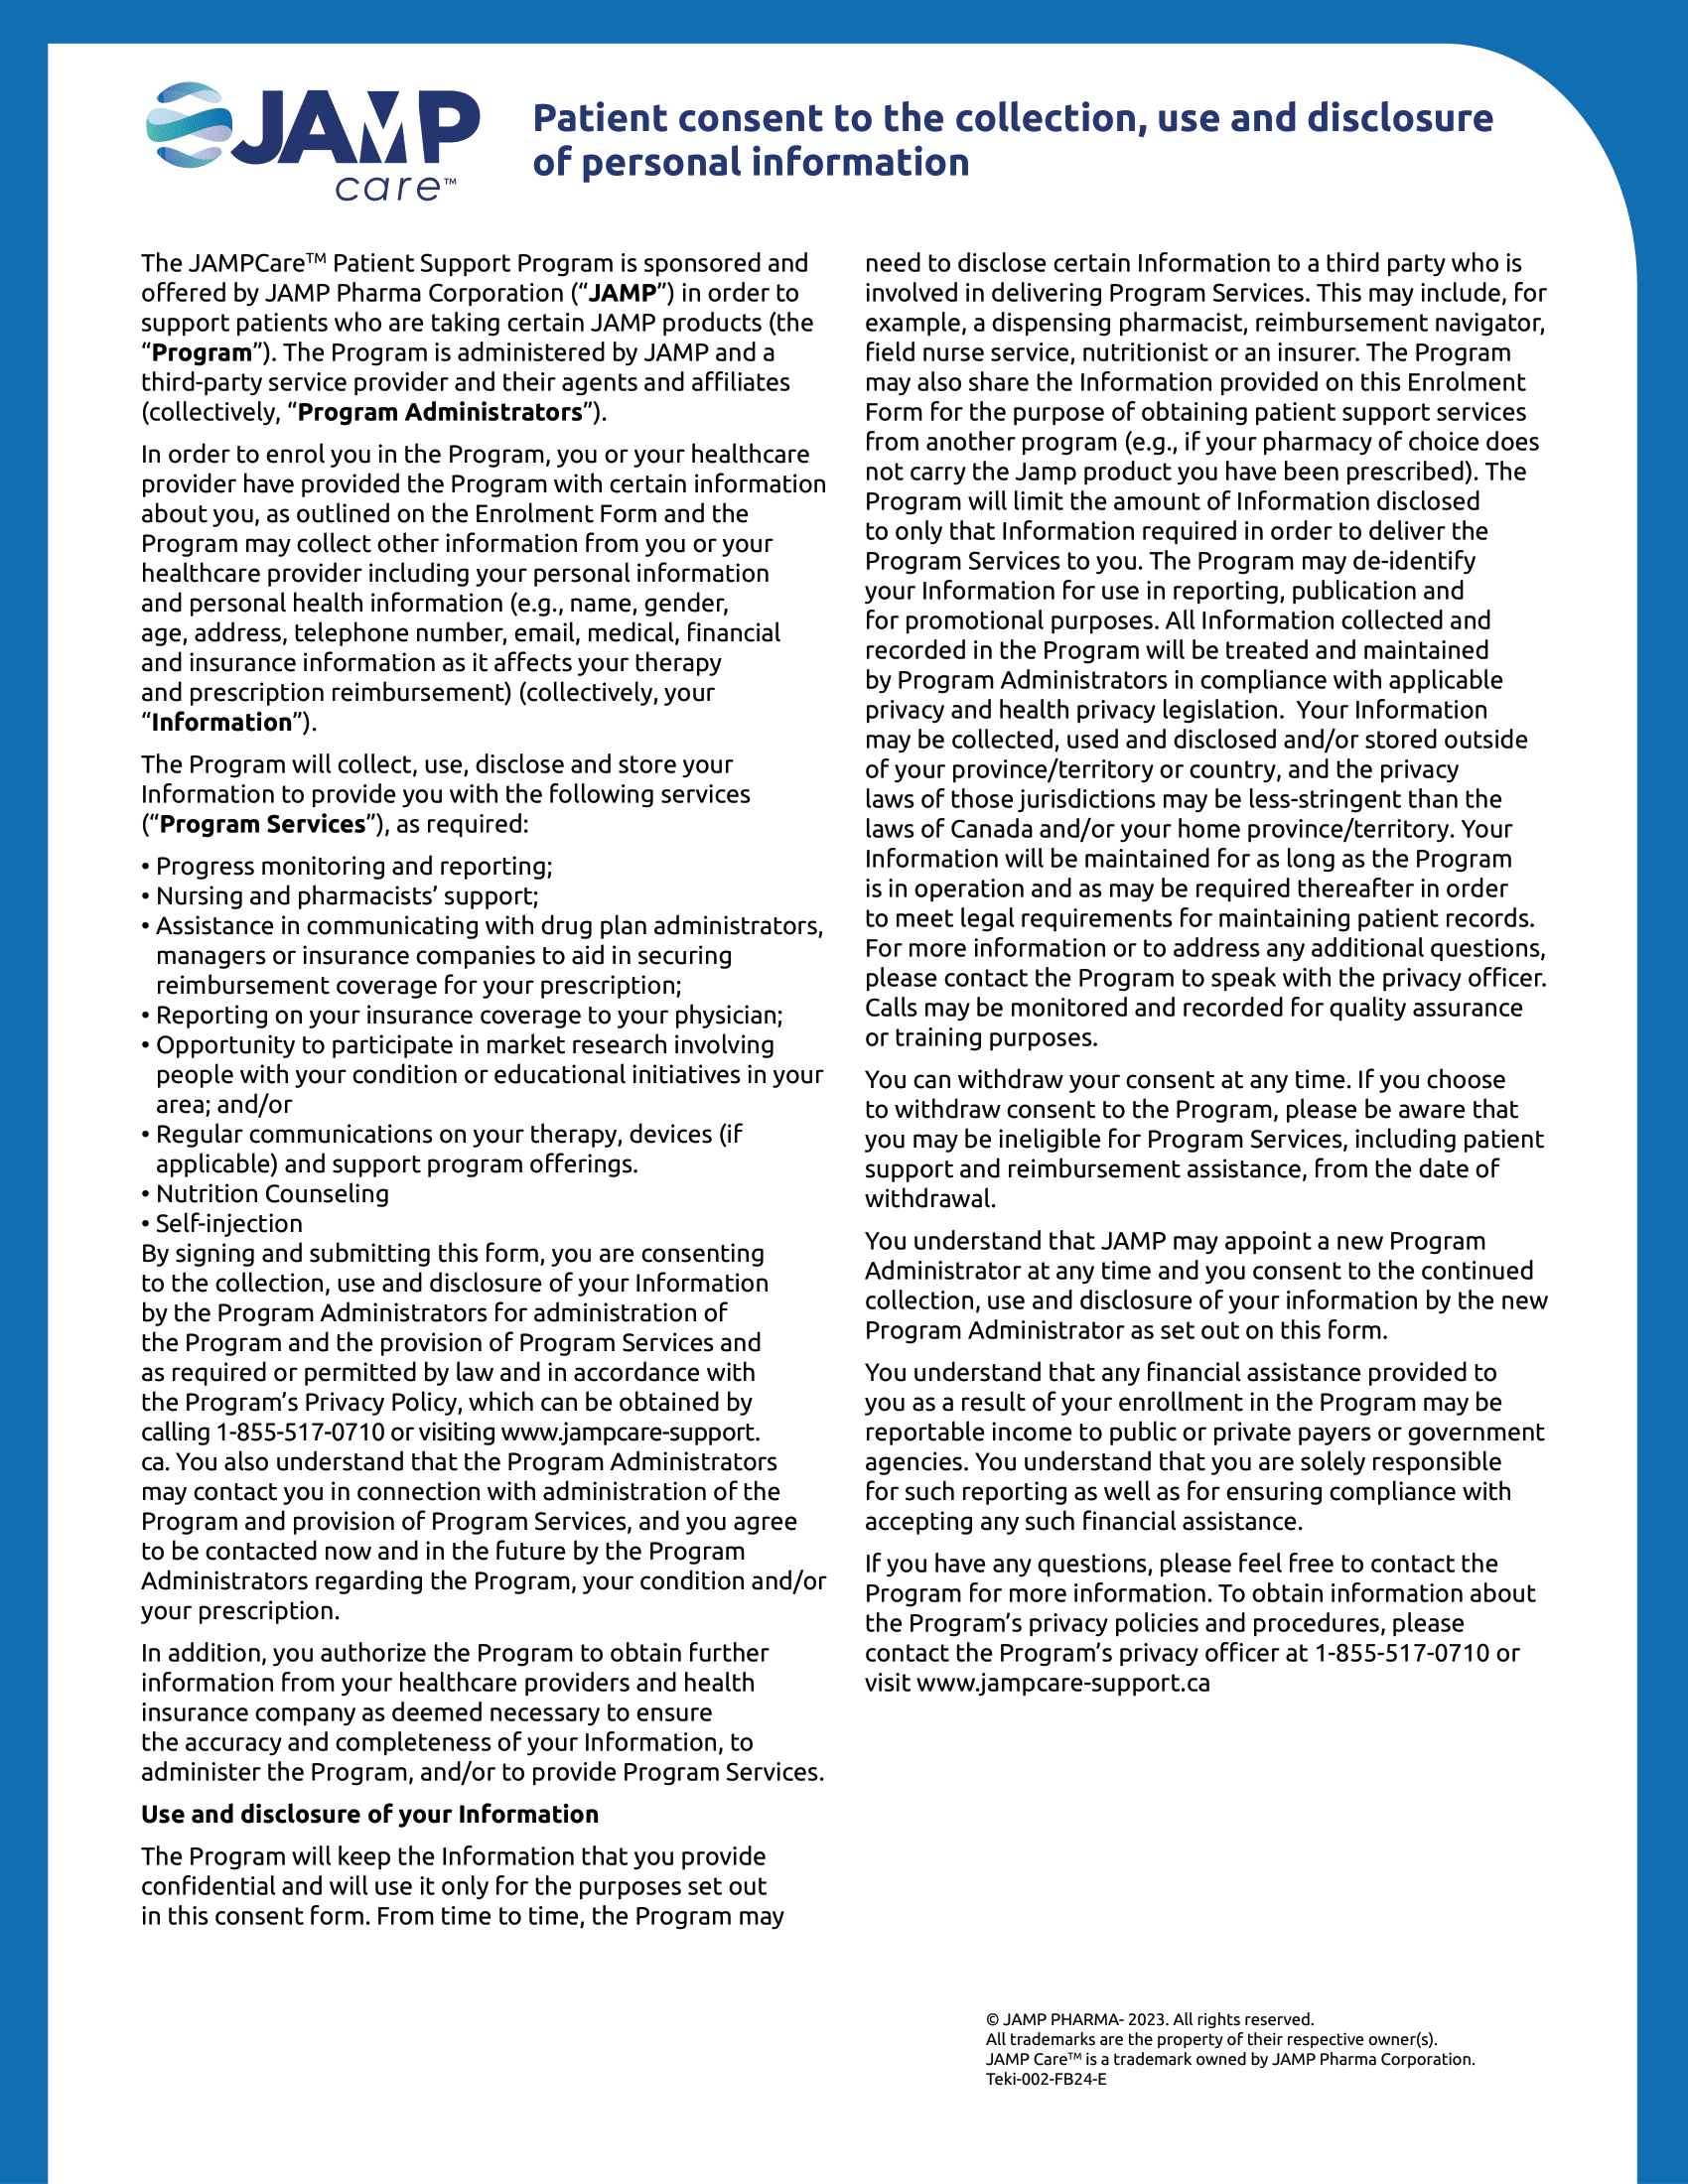 JAMP
care™
Patient consent to the collection, use and disclosure
of personal information
The JAMPCare™ Patient Support Program is sponsored and
offered by JAMP Pharma Corporation (“JAMP”) in order to
support patients who are taking certain JAMP products (the
“Program”). The Program is administered by JAMP and a
third-party service provider and their agents and affiliates
(collectively, “Program Administrators”).
In order to enrol you in the Program, you or your healthcare
provider have provided the Program with certain information
about you, as outlined on the Enrolment Form and the
Program may collect other information from you or your
healthcare provider including your personal information
and personal health information (e.g., name, gender,
age, address, telephone number, email, medical, financial
and insurance information as it affects your therapy
and prescription reimbursement) (collectively, your
“Information”).
The Program will collect, use, disclose and store your
Information to provide you with the following services
(“Program Services”), as required:
• Progress monitoring and reporting;
• Nursing and pharmacists’ support;
• Assistance in communicating with drug plan administrators,
managers or insurance companies to aid in securing
reimbursement coverage for your prescription;
• Reporting on your insurance coverage to your physician;
• Opportunity to participate in market research involving
people with your condition or educational initiatives in your
area; and/or
• Regular communications on your therapy, devices (if
applicable) and support program offerings.
• Nutrition Counseling
• Self-injection
By signing and submitting this form, you are consenting
to the collection, use and disclosure of your Information
by the Program Administrators for administration of
the Program and the provision of Program Services and
as required or permitted by law and in accordance with
the Program’s Privacy Policy, which can be obtained by
calling 1-855-517-0710 or visiting www.jampcare-support.
ca. You also understand that the Program Administrators
may contact you in connection with administration of the
Program and provision of Program Services, and you agree
to be contacted now and in the future by the Program
Administrators regarding the Program, your condition and/or
your prescription.
In addition, you authorize the Program to obtain further
information from your healthcare providers and health
insurance company as deemed necessary to ensure
the accuracy and completeness of your Information, to
administer the Program, and/or to provide Program Services.
Use and disclosure of your Information
The Program will keep the Information that you provide
confidential and will use it only for the purposes set out
in this consent form. From time to time, the Program may
need to disclose certain Information to a third party who is
involved in delivering Program Services. This may include, for
example, a dispensing pharmacist, reimbursement navigator,
field nurse service, nutritionist or an insurer. The Program
may also share the Information provided on this Enrolment
Form for the purpose of obtaining patient support services
from another program (e.g., if your pharmacy of choice does
not carry the Jamp product you have been prescribed). The
Program will limit the amount of Information disclosed
to only that Information required in order to deliver the
Program Services to you. The Program may de-identify
your Information for use in reporting, publication and
for promotional purposes. All Information collected and
recorded in the Program will be treated and maintained
by Program Administrators in compliance with applicable
privacy and health privacy legislation.  Your Information
may be collected, used and disclosed and/or stored outside
of your province/territory or country, and the privacy
laws of those jurisdictions may be less-stringent than the
laws of Canada and/or your home province/territory. Your
Information will be maintained for as long as the Program
is in operation and as may be required thereafter in order
to meet legal requirements for maintaining patient records.
For more information or to address any additional questions,
please contact the Program to speak with the privacy officer.
Calls may be monitored and recorded for quality assurance
or training purposes.
You can withdraw your consent at any time. If you choose
to withdraw consent to the Program, please be aware that
you may be ineligible for Program Services, including patient
support and reimbursement assistance, from the date of
withdrawal.
You understand that JAMP may appoint a new Program
Administrator at any time and you consent to the continued
collection, use and disclosure of your information by the new
Program Administrator as set out on this form.
You understand that any financial assistance provided to
you as a result of your enrollment in the Program may be
reportable income to public or private payers or government
agencies. You understand that you are solely responsible
for such reporting as well as for ensuring compliance with
accepting any such financial assistance.
If you have any questions, please feel free to contact the
Program for more information. To obtain information about
the Program’s privacy policies and procedures, please
contact the Program’s privacy officer at 1-855-517-0710 or
visit www.jampcare-support.ca
© JAMP PHARMA- 2023. All rights reserved.
All trademarks are the property of their respective owner(s).
JAMP Care™ is a trademark owned by JAMP Pharma Corporation.
Teki-002-FB24-E